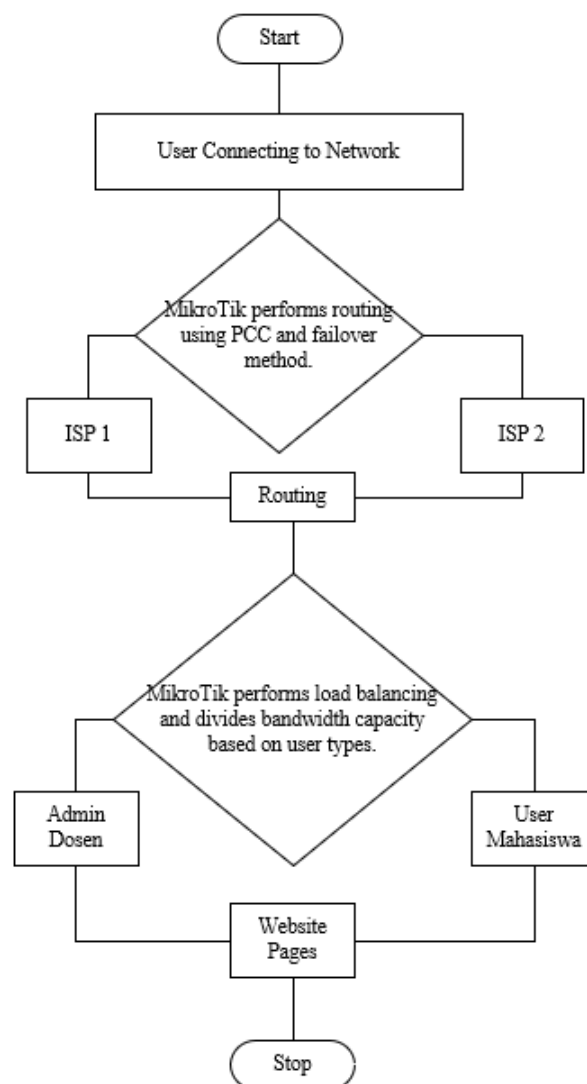 Start
User Connecting to Network
MikroTik performs routing
using PCC and failover
method.
ISP 1
ISP 2
Routing
MikroTik performs load balancing
and divides bandwidth capacity
based on user types.
Admin
Dosen
User
Mahasiswa
Website
Pages
Stop